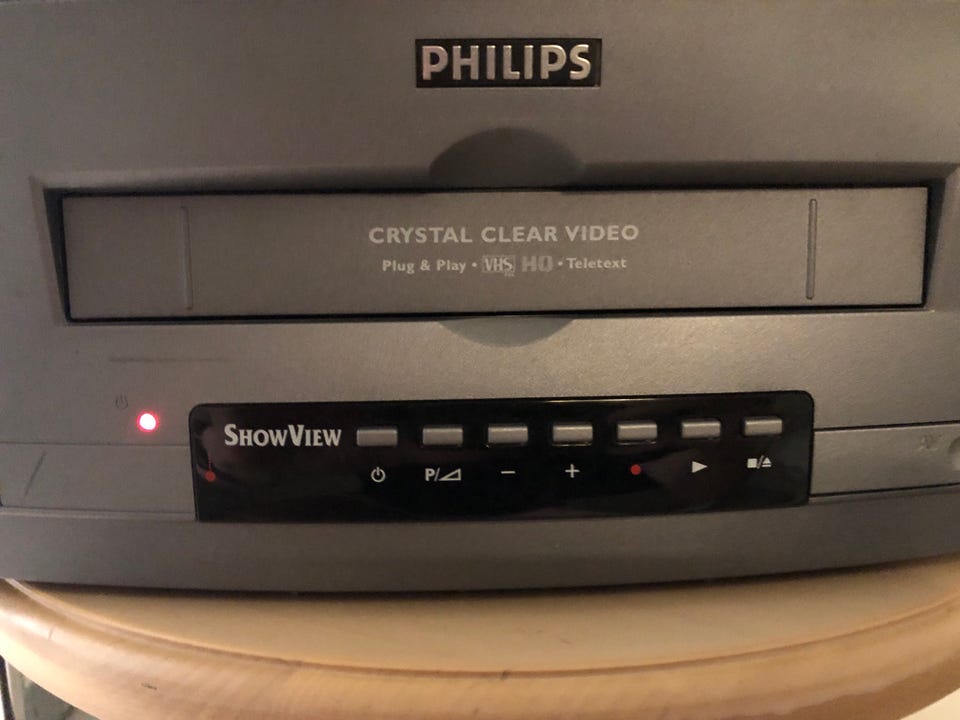 PHILIPS
CRYSTAL CLEAR VIDEO
Plug & Play • VHS HQ • Teletext
SHOWVIEW
P/
− +